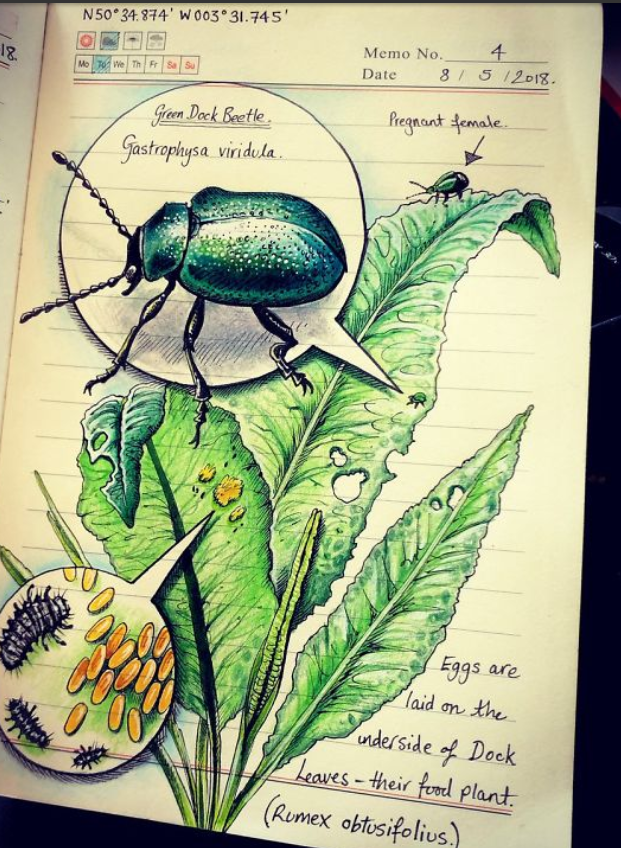 N50°34.874' W003°31.745'
18.
Mo Tu We Th Fr Sa Su
Memo No. 4
Date 8 / 5 / 2018.
Green Dock Beetle.
Gastrophysa viridula.
Pregnant female.
Eggs are
laid on the
underside of Dock
Leaves - their food plant.
(Rumex obtusifolius.)